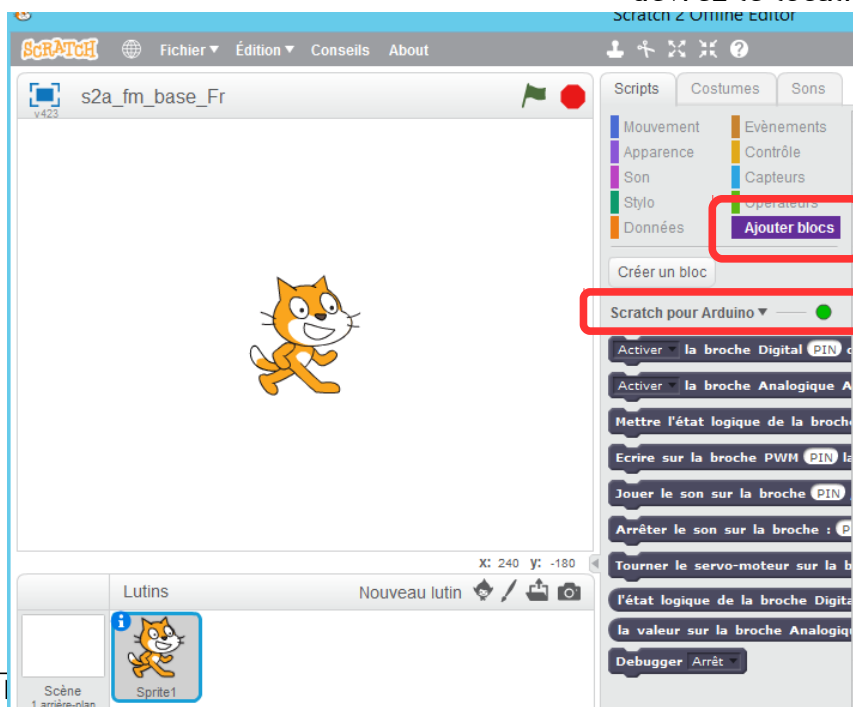 Scratch 2 Offline Editor
SCRATCH Fichier Édition Conseils About
v423
s2a_fm_base_Fr
Scripts Costumes Sons
Mouvement Evènements
Apparence Contrôle
Son Capteurs
Stylo Opérateurs
Données Ajouter blocs
Créer un bloc
Scratch pour Arduino
Activer la broche Digital PIN
Activer la broche Analogique A
Mettre l'état logique de la broche
Ecrire sur la broche PWM PIN la
Jouer le son sur la broche PIN
Arrêter le son sur la broche : P
Tourner le servo-moteur sur la b
l'état logique de la broche Digita
la valeur sur la broche Analogiq
Debugger Arrêt
X: 240 y: -180
Lutins Nouveau lutin
Scène
1 arrière-plan
Sprite1